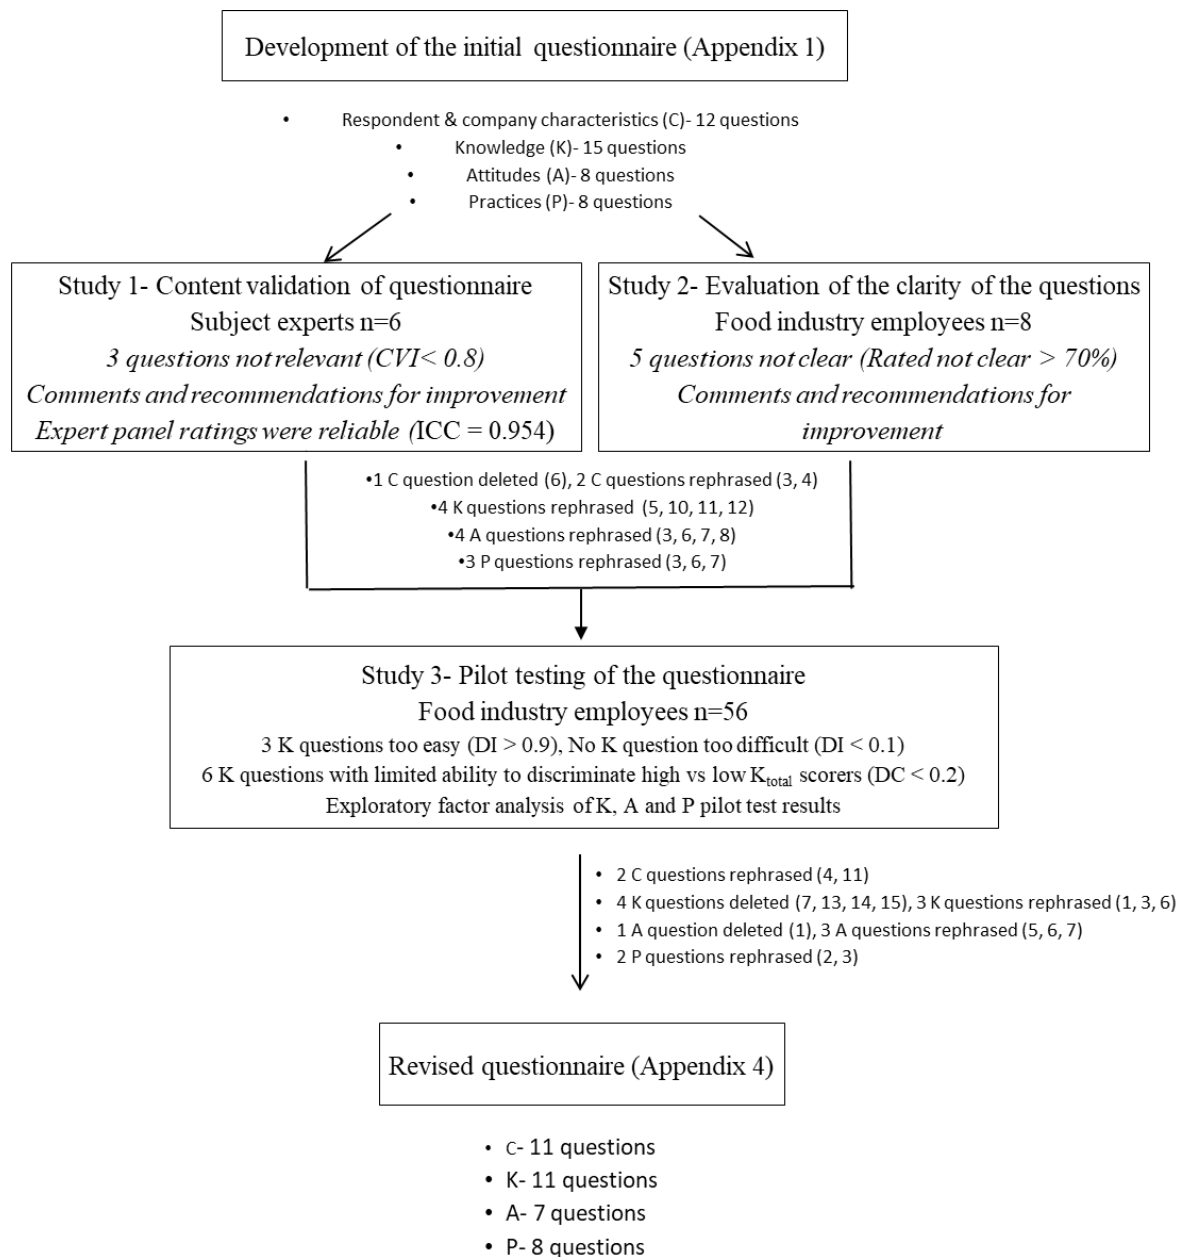 Development of the initial questionnaire (Appendix 1)
• Respondent & company characteristics (C)- 12 questions
• Knowledge (K)- 15 questions
• Attitudes (A)- 8 questions
• Practices (P)- 8 questions
Study 1- Content validation of questionnaire
Subject experts n=6
3 questions not relevant (CVI< 0.8)
Comments and recommendations for improvement
Expert panel ratings were reliable (ICC = 0.954)
Study 2- Evaluation of the clarity of the questions
Food industry employees n=8
5 questions not clear (Rated not clear > 70%)
Comments and recommendations for
improvement
•1 C question deleted (6), 2 C questions rephrased (3, 4)
•4 K questions rephrased (5, 10, 11, 12)
•4 A questions rephrased (3, 6, 7, 8)
•3 P questions rephrased (3, 6, 7)
Study 3- Pilot testing of the questionnaire
Food industry employees n=56
3 K questions too easy (DI > 0.9), No K question too difficult (DI < 0.1)
6 K questions with limited ability to discriminate high vs low Ktotal scorers (DC < 0.2)
Exploratory factor analysis of K, A and P pilot test results
• 2 C questions rephrased (4, 11)
• 4 K questions deleted (7, 13, 14, 15), 3 K questions rephrased (1, 3, 6)
• 1 A question deleted (1), 3 A questions rephrased (5, 6, 7)
• 2 P questions rephrased (2, 3)
Revised questionnaire (Appendix 4)
• C- 11 questions
• K- 11 questions
• A- 7 questions
• P- 8 questions